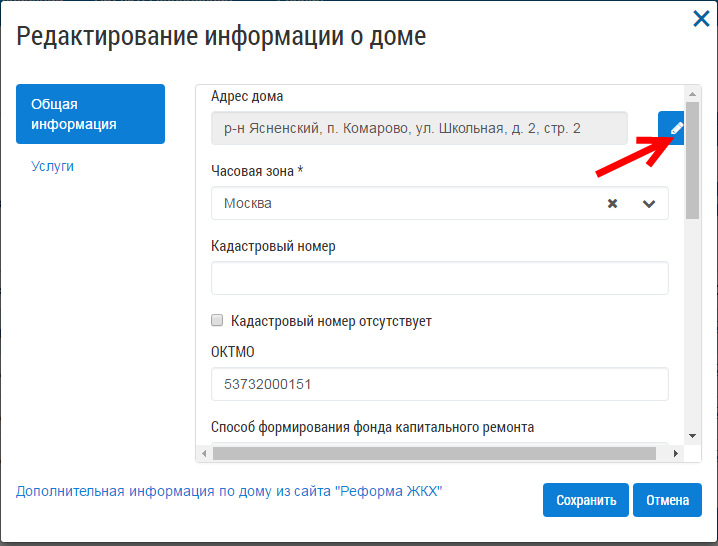 Редактирование информации о доме
Общая
информация
Услуги
Адрес дома
р-н Ясненский, п. Комарово, ул. Школьная, д. 2, стр. 2
Часовая зона *
Москва
Кадастровый номер
Кадастровый номер отсутствует
ОКТМО
53732000151
Способ формирования фонда капитального ремонта
Дополнительная информация по дому из сайта "Реформа ЖКХ"
Сохранить
Отмена